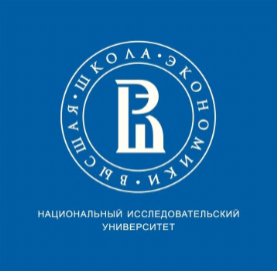 ВЫСШАЯ • ШКОЛА • ЭКОНОМИКИ •
НАЦИОНАЛЬНЫЙ ИССЛЕДОВАТЕЛЬСКИЙ
УНИВЕРСИТЕТ